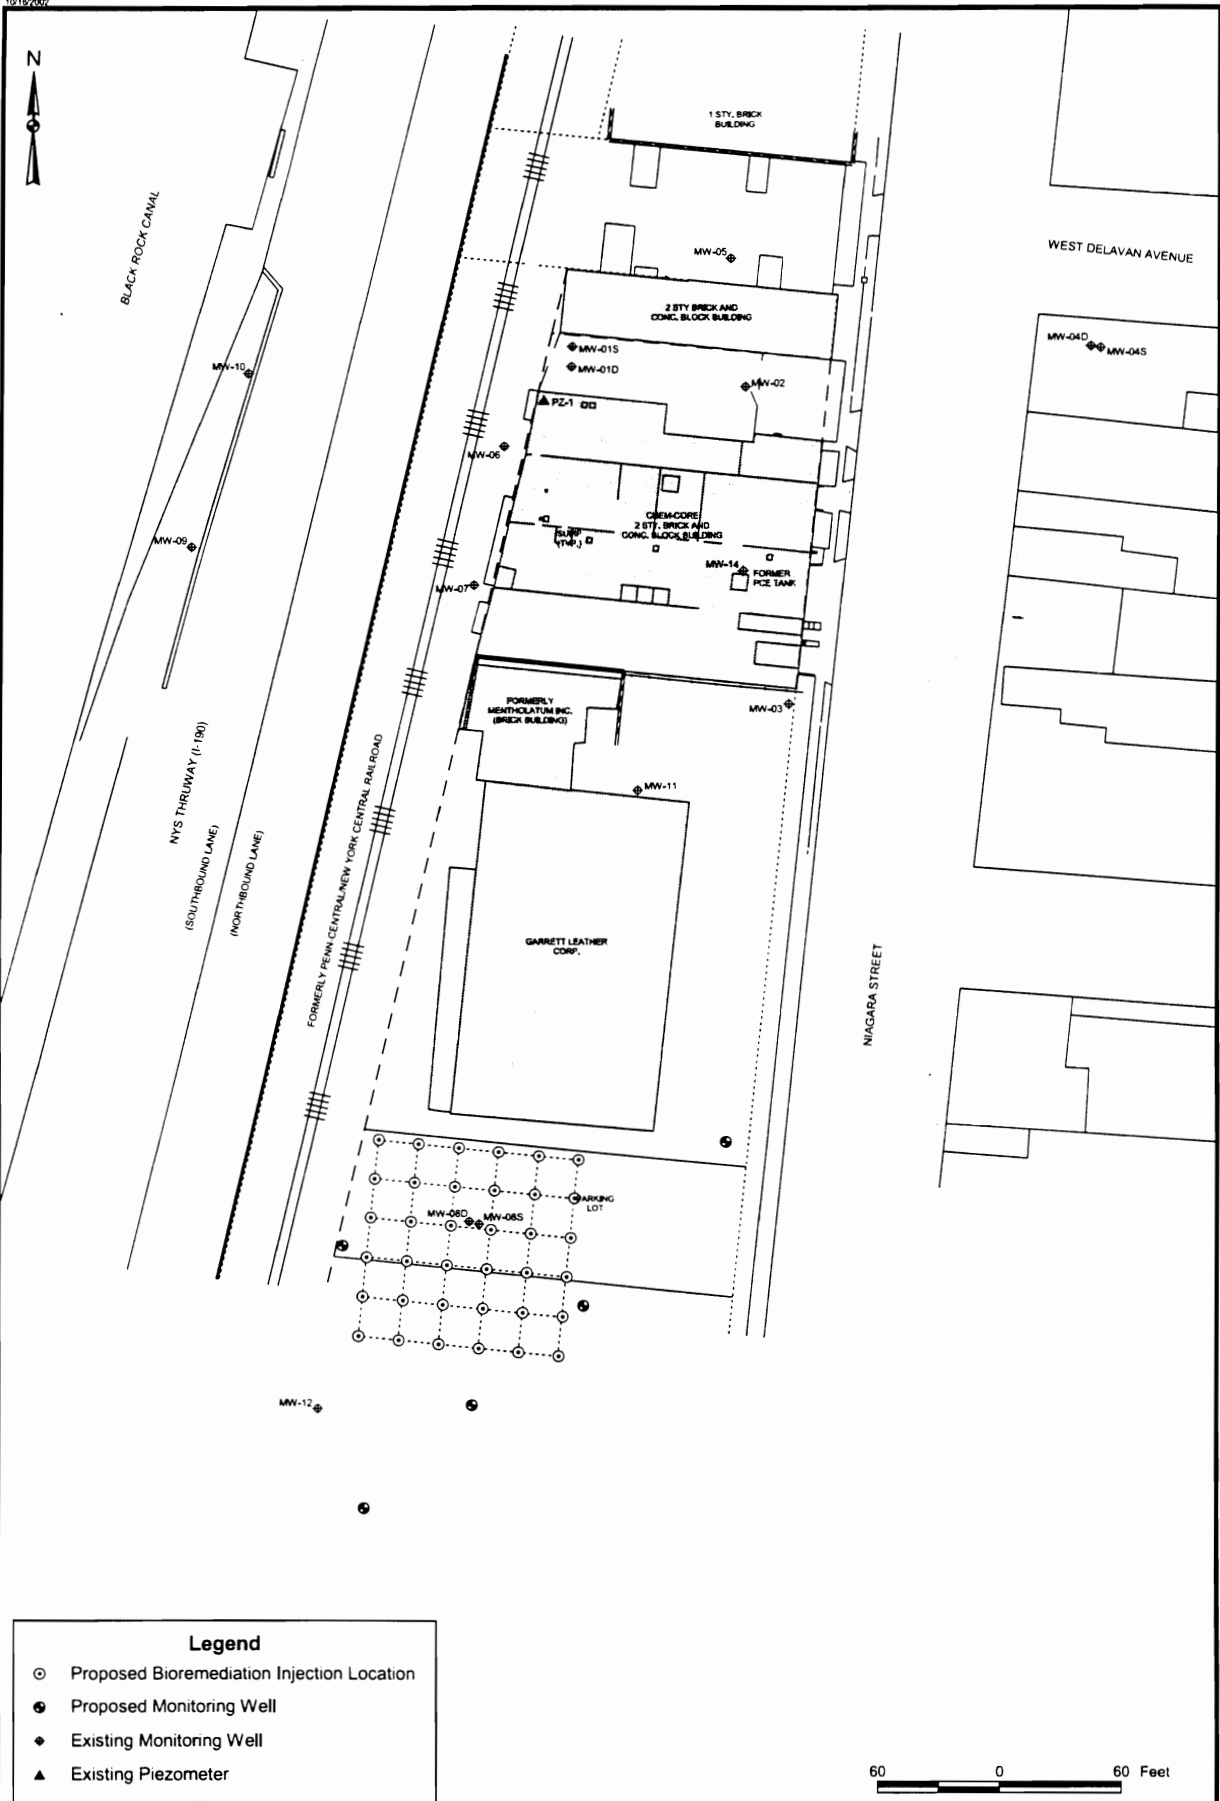 10/16/2002
N
1 STY. BRICK
BUILDING
BLACK ROCK CANAL
MW-05
WEST DELAVAN AVENUE
2 STY BRICK AND
CONC. BLOCK BUILDING
MW-04D
MW-04S
MW-01S
MW-01D
MW-10
MW-02
PZ-1
MW-06
CHEM-CORE
2 STY. BRICK AND
CONC. BLOCK BUILDING
SUMP
(TYP.)
MW-09
MW-14
FORMER
PCE TANK
MW-07
FORMERLY
MENTHOLATUM INC.
(BRICK BUILDING)
MW-03
NYS THRUWAY (I-190)
MW-11
(SOUTHBOUND LANE)
(NORTHBOUND LANE)
FORMERLY PENN CENTRAL/NEW YORK CENTRAL RAILROAD
GARRETT LEATHER
CORP.
NIAGARA STREET
PARKING
LOT
MW-08D
MW-08S
MW-12
Legend
Proposed Bioremediation Injection Location
Proposed Monitoring Well
Existing Monitoring Well
Existing Piezometer
60 0 60 Feet